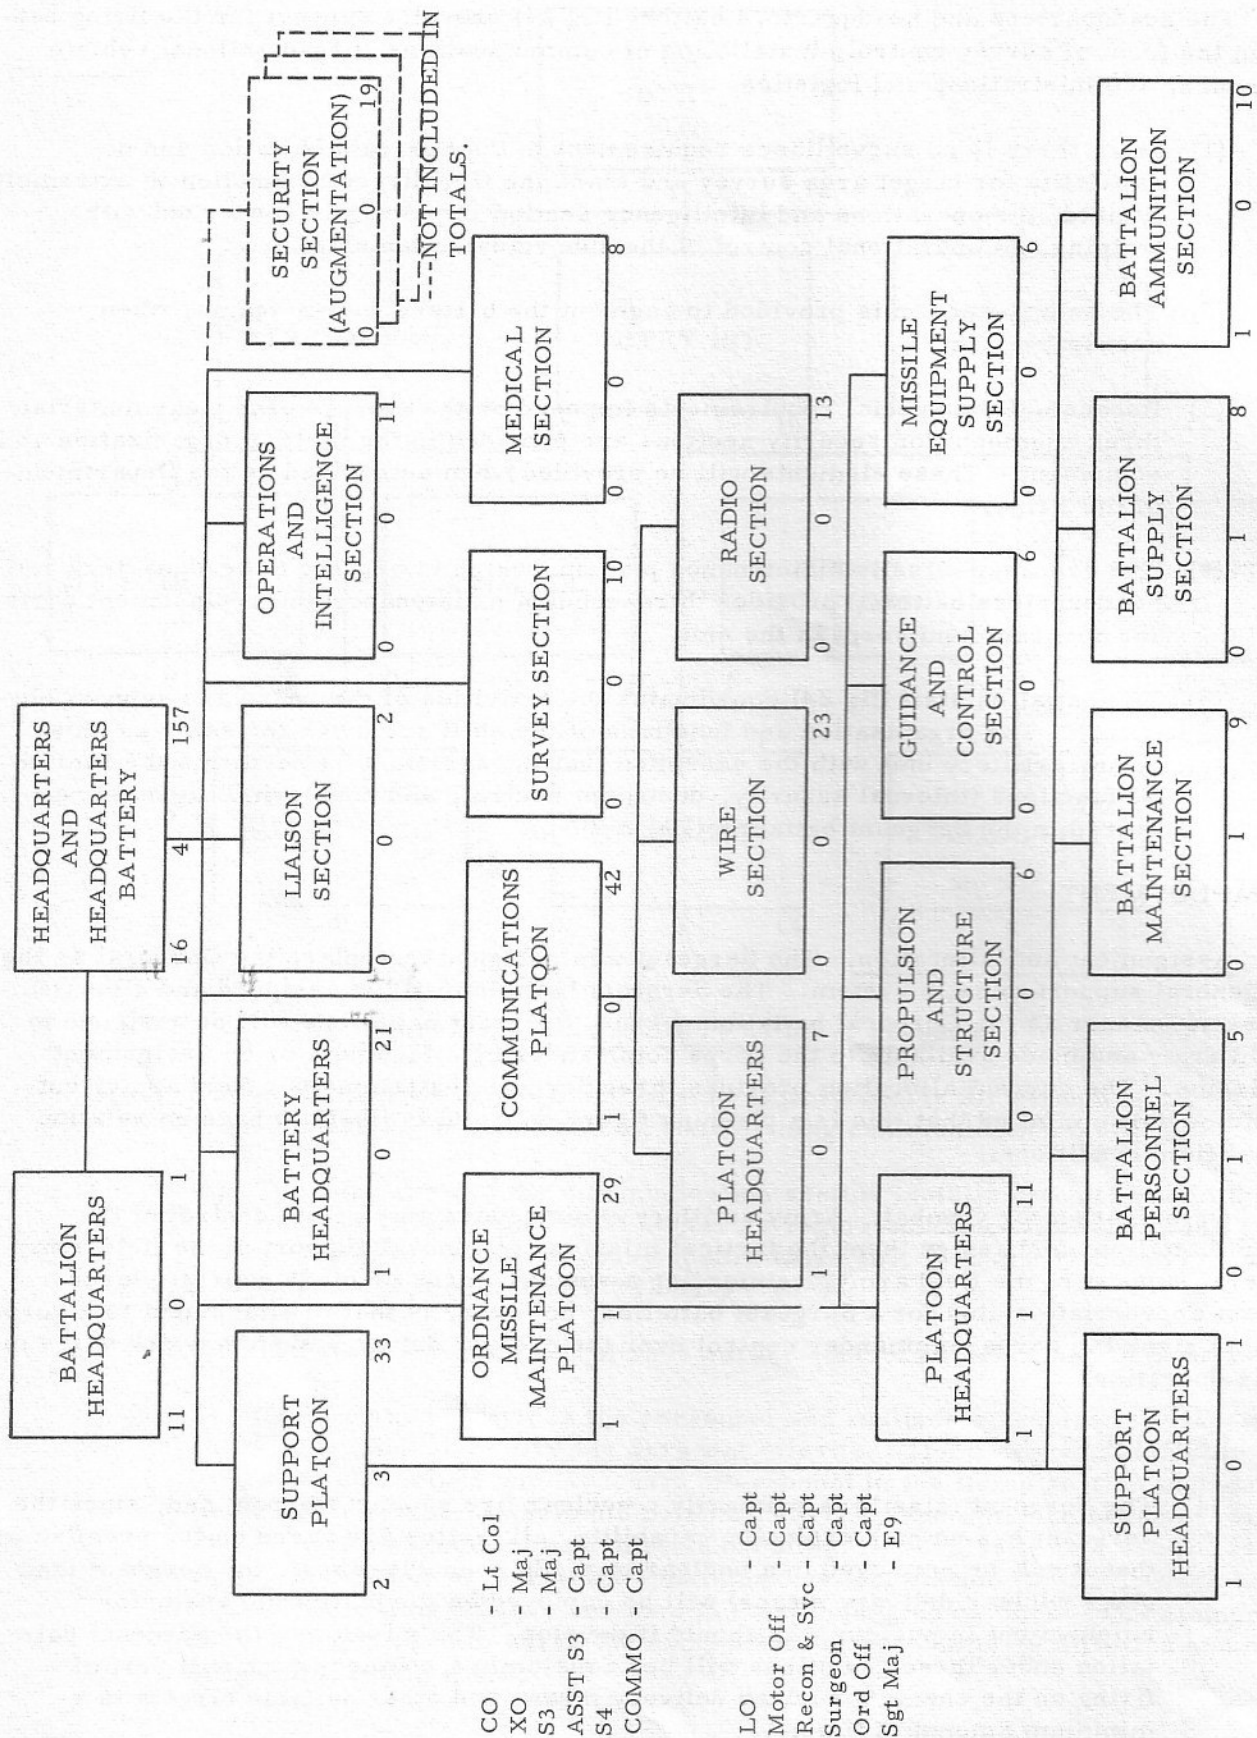 BATTALION
HEADQUARTERS
11 0 1
HEADQUARTERS
AND
HEADQUARTERS
BATTERY
16 4 157
SUPPORT
PLATOON
2 3 33
BATTERY
HEADQUARTERS
1 0 21
LIAISON
SECTION
0 0 2
OPERATIONS
AND
INTELLIGENCE
SECTION
0 0 11
SECURITY
SECTION
(AUGMENTATION)
0 0 19
NOT INCLUDED IN
TOTALS.
ORDNANCE
MISSILE
MAINTENANCE
PLATOON
1 1 29
COMMUNICATIONS
PLATOON
1 0 42
SURVEY SECTION
0 0 10
MEDICAL
SECTION
0 0 8
CO - Lt Col
XO - Maj
S3 - Maj
ASST S3 - Capt
S4 - Capt
COMMO - Capt
LO - Capt
Motor Off - Capt
Recon & Svc - Capt
Surgeon - Capt
Ord Off - Capt
Sgt Maj - E9
PLATOON
HEADQUARTERS
1 0 7
WIRE
SECTION
0 0 23
RADIO
SECTION
0 0 13
PLATOON
HEADQUARTERS
1 1 11
PROPULSION
AND
STRUCTURE
SECTION
0 0 6
GUIDANCE
AND
CONTROL
SECTION
0 0 6
MISSILE
EQUIPMENT
SUPPLY
SECTION
0 0 6
SUPPORT
PLATOON
HEADQUARTERS
1 0 1
BATTALION
PERSONNEL
SECTION
0 1 5
BATTALION
MAINTENANCE
SECTION
0 1 9
BATTALION
SUPPLY
SECTION
0 1 8
BATTALION
AMMUNITION
SECTION
1 0 10